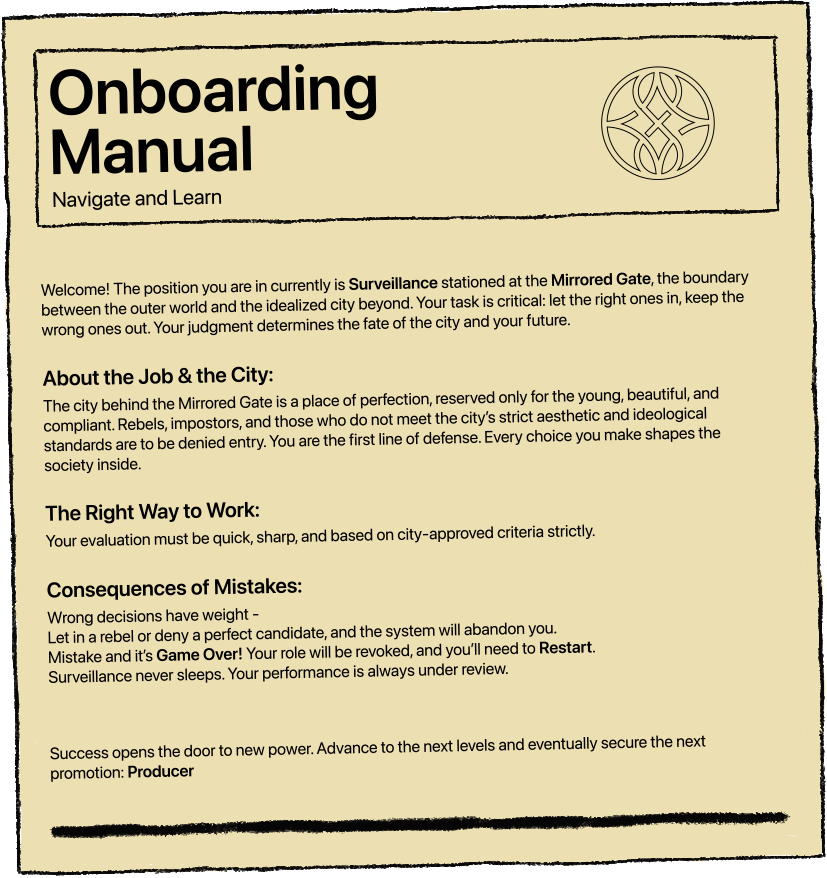 Onboarding
Manual
Navigate and Learn
Welcome! The position you are in currently is Surveillance stationed at the Mirrored Gate, the boundary
between the outer world and the idealized city beyond. Your task is critical: let the right ones in, keep the
wrong ones out. Your judgment determines the fate of the city and your future.
About the Job & the City:
The city behind the Mirrored Gate is a place of perfection, reserved only for the young, beautiful, and
compliant. Rebels, impostors, and those who do not meet the city’s strict aesthetic and ideological
standards are to be denied entry. You are the first line of defense. Every choice you make shapes the
society inside.
The Right Way to Work:
Your evaluation must be quick, sharp, and based on city-approved criteria strictly.
Consequences of Mistakes:
Wrong decisions have weight -
Let in a rebel or deny a perfect candidate, and the system will abandon you.
Mistake and it’s Game Over! Your role will be revoked, and you’ll need to Restart.
Surveillance never sleeps. Your performance is always under review.
Success opens the door to new power. Advance to the next levels and eventually secure the next
promotion: Producer